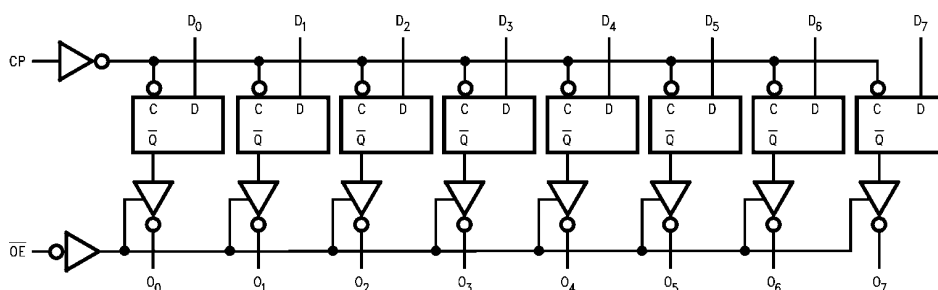 D₀ D₁ D₂ D₃ D₄ D₅ D₆ D₇
CP
C D C D C D C D C D C D C D C D
Q̅ Q̅ Q̅ Q̅ Q̅ Q̅ Q̅ Q̅
O̅E̅
O₀ O₁ O₂ O₃ O₄ O₅ O₆ O₇